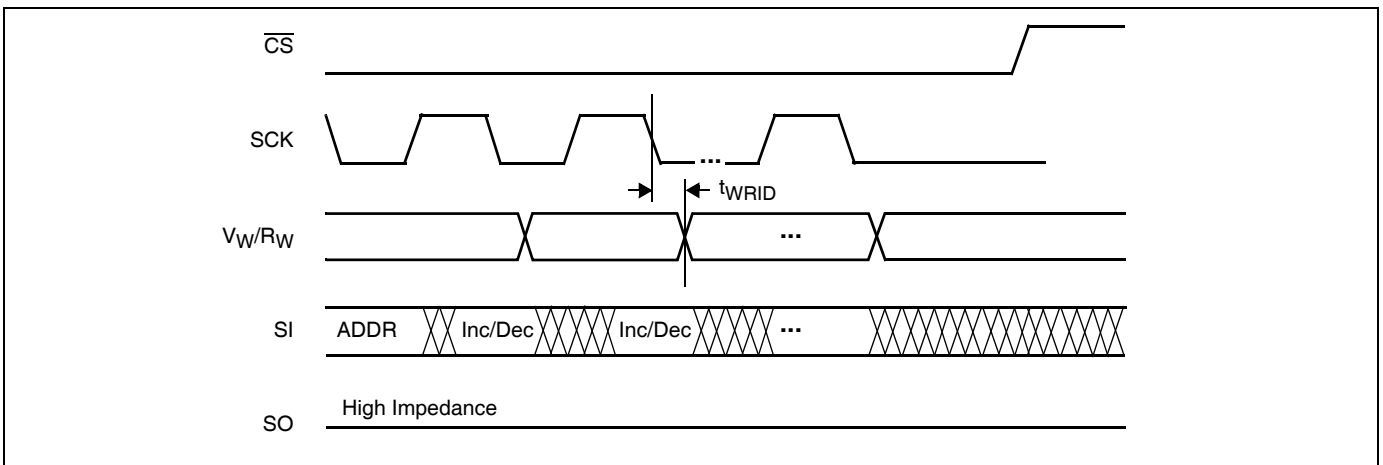 CS
SCK
...
tWRID
VW/RW
...
SI ADDR Inc/Dec Inc/Dec ...
High Impedance
SO